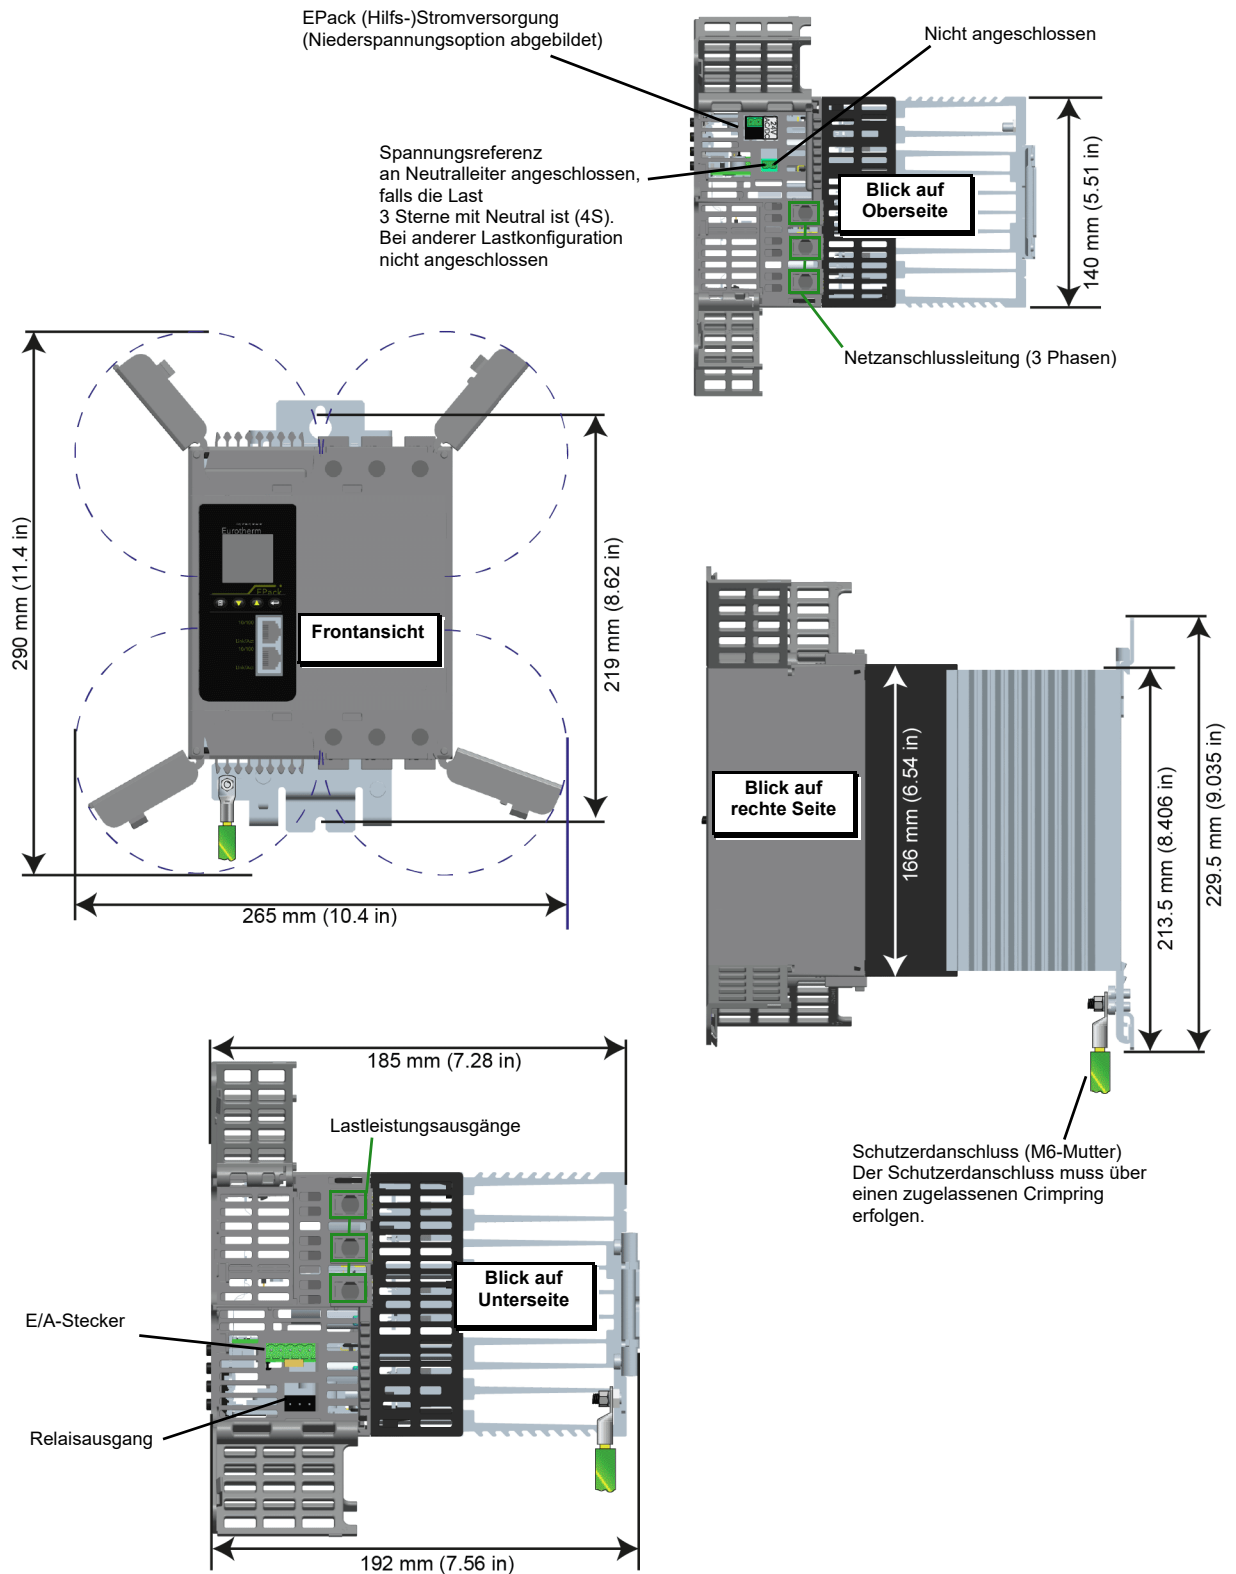 EPack (Hilfs-)Stromversorgung
(Niederspannungsoption abgebildet)
Nicht angeschlossen
Spannungsreferenz
an Neutralleiter angeschlossen,
falls die Last
3 Sterne mit Neutral ist (4S).
Bei anderer Lastkonfiguration
nicht angeschlossen
Blick auf
Oberseite
140 mm (5.51 in)
Netzanschlussleitung (3 Phasen)
290 mm (11.4 in)
Eurotherm
EPack
10/100
10/100
Frontansicht
219 mm (8.62 in)
265 mm (10.4 in)
Blick auf
rechte Seite
166 mm (6.54 in)
213.5 mm (8.406 in)
229.5 mm (9.035 in)
Schutzerdanschluss (M6-Mutter)
Der Schutzerdanschluss muss über
einen zugelassenen Crimpring
erfolgen.
185 mm (7.28 in)
Lastleistungsausgänge
Blick auf
Unterseite
E/A-Stecker
Relaisausgang
192 mm (7.56 in)